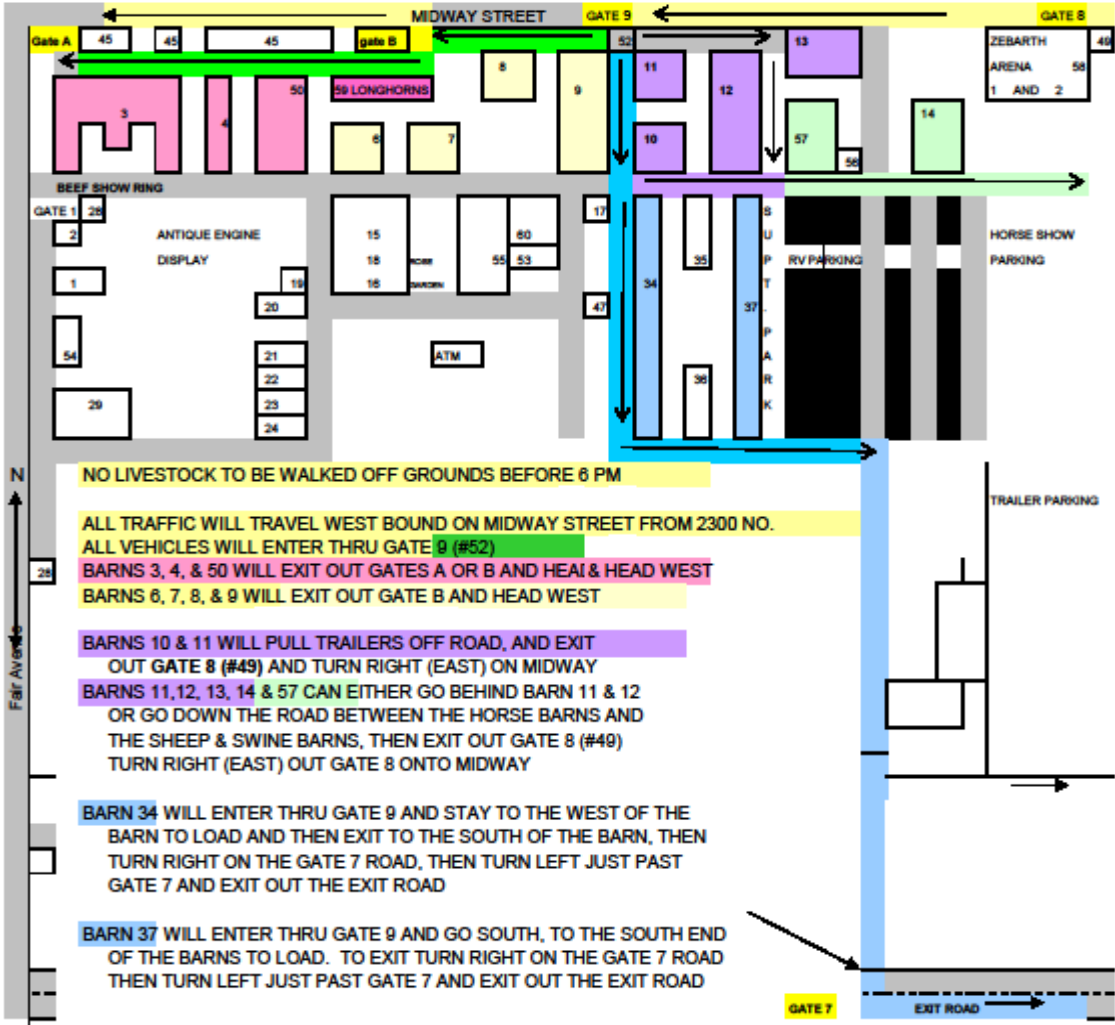 MIDWAY STREET GATE 9 GATE 8
Gate A 45 45 45 gate B 52 13 ZEBARTH 49
ARENA 58
1 AND 2
8 11
3 4 50 59 LONGHORNS 9 12
6 7 10 57 14
56
BEEF SHOW RING
GATE 1 28 17
2 ANTIQUE ENGINE 15 60 HORSE SHOW
DISPLAY 18 ROSE 55 53 35 RV PARKING PARKING
1 19 16 GARDEN 34 37
20 47
SUPT. PARK
54 21 ATM
22 36
29 23
24
N
NO LIVESTOCK TO BE WALKED OFF GROUNDS BEFORE 6 PM
TRAILER PARKING
ALL TRAFFIC WILL TRAVEL WEST BOUND ON MIDWAY STREET FROM 2300 NO.
ALL VEHICLES WILL ENTER THRU GATE 9 (#52)
28 BARNS 3, 4, & 50 WILL EXIT OUT GATES A OR B AND HEAI & HEAD WEST
BARNS 6, 7, 8, & 9 WILL EXIT OUT GATE B AND HEAD WEST
Fair Avenue
BARNS 10 & 11 WILL PULL TRAILERS OFF ROAD, AND EXIT
OUT GATE 8 (#49) AND TURN RIGHT (EAST) ON MIDWAY
BARNS 11,12, 13, 14 & 57 CAN EITHER GO BEHIND BARN 11 & 12
OR GO DOWN THE ROAD BETWEEN THE HORSE BARNS AND
THE SHEEP & SWINE BARNS, THEN EXIT OUT GATE 8 (#49)
TURN RIGHT (EAST) OUT GATE 8 ONTO MIDWAY
BARN 34 WILL ENTER THRU GATE 9 AND STAY TO THE WEST OF THE
BARN TO LOAD AND THEN EXIT TO THE SOUTH OF THE BARN, THEN
TURN RIGHT ON THE GATE 7 ROAD, THEN TURN LEFT JUST PAST
GATE 7 AND EXIT OUT THE EXIT ROAD
BARN 37 WILL ENTER THRU GATE 9 AND GO SOUTH, TO THE SOUTH END
OF THE BARNS TO LOAD. TO EXIT TURN RIGHT ON THE GATE 7 ROAD
THEN TURN LEFT JUST PAST GATE 7 AND EXIT OUT THE EXIT ROAD
GATE 7 EXIT ROAD